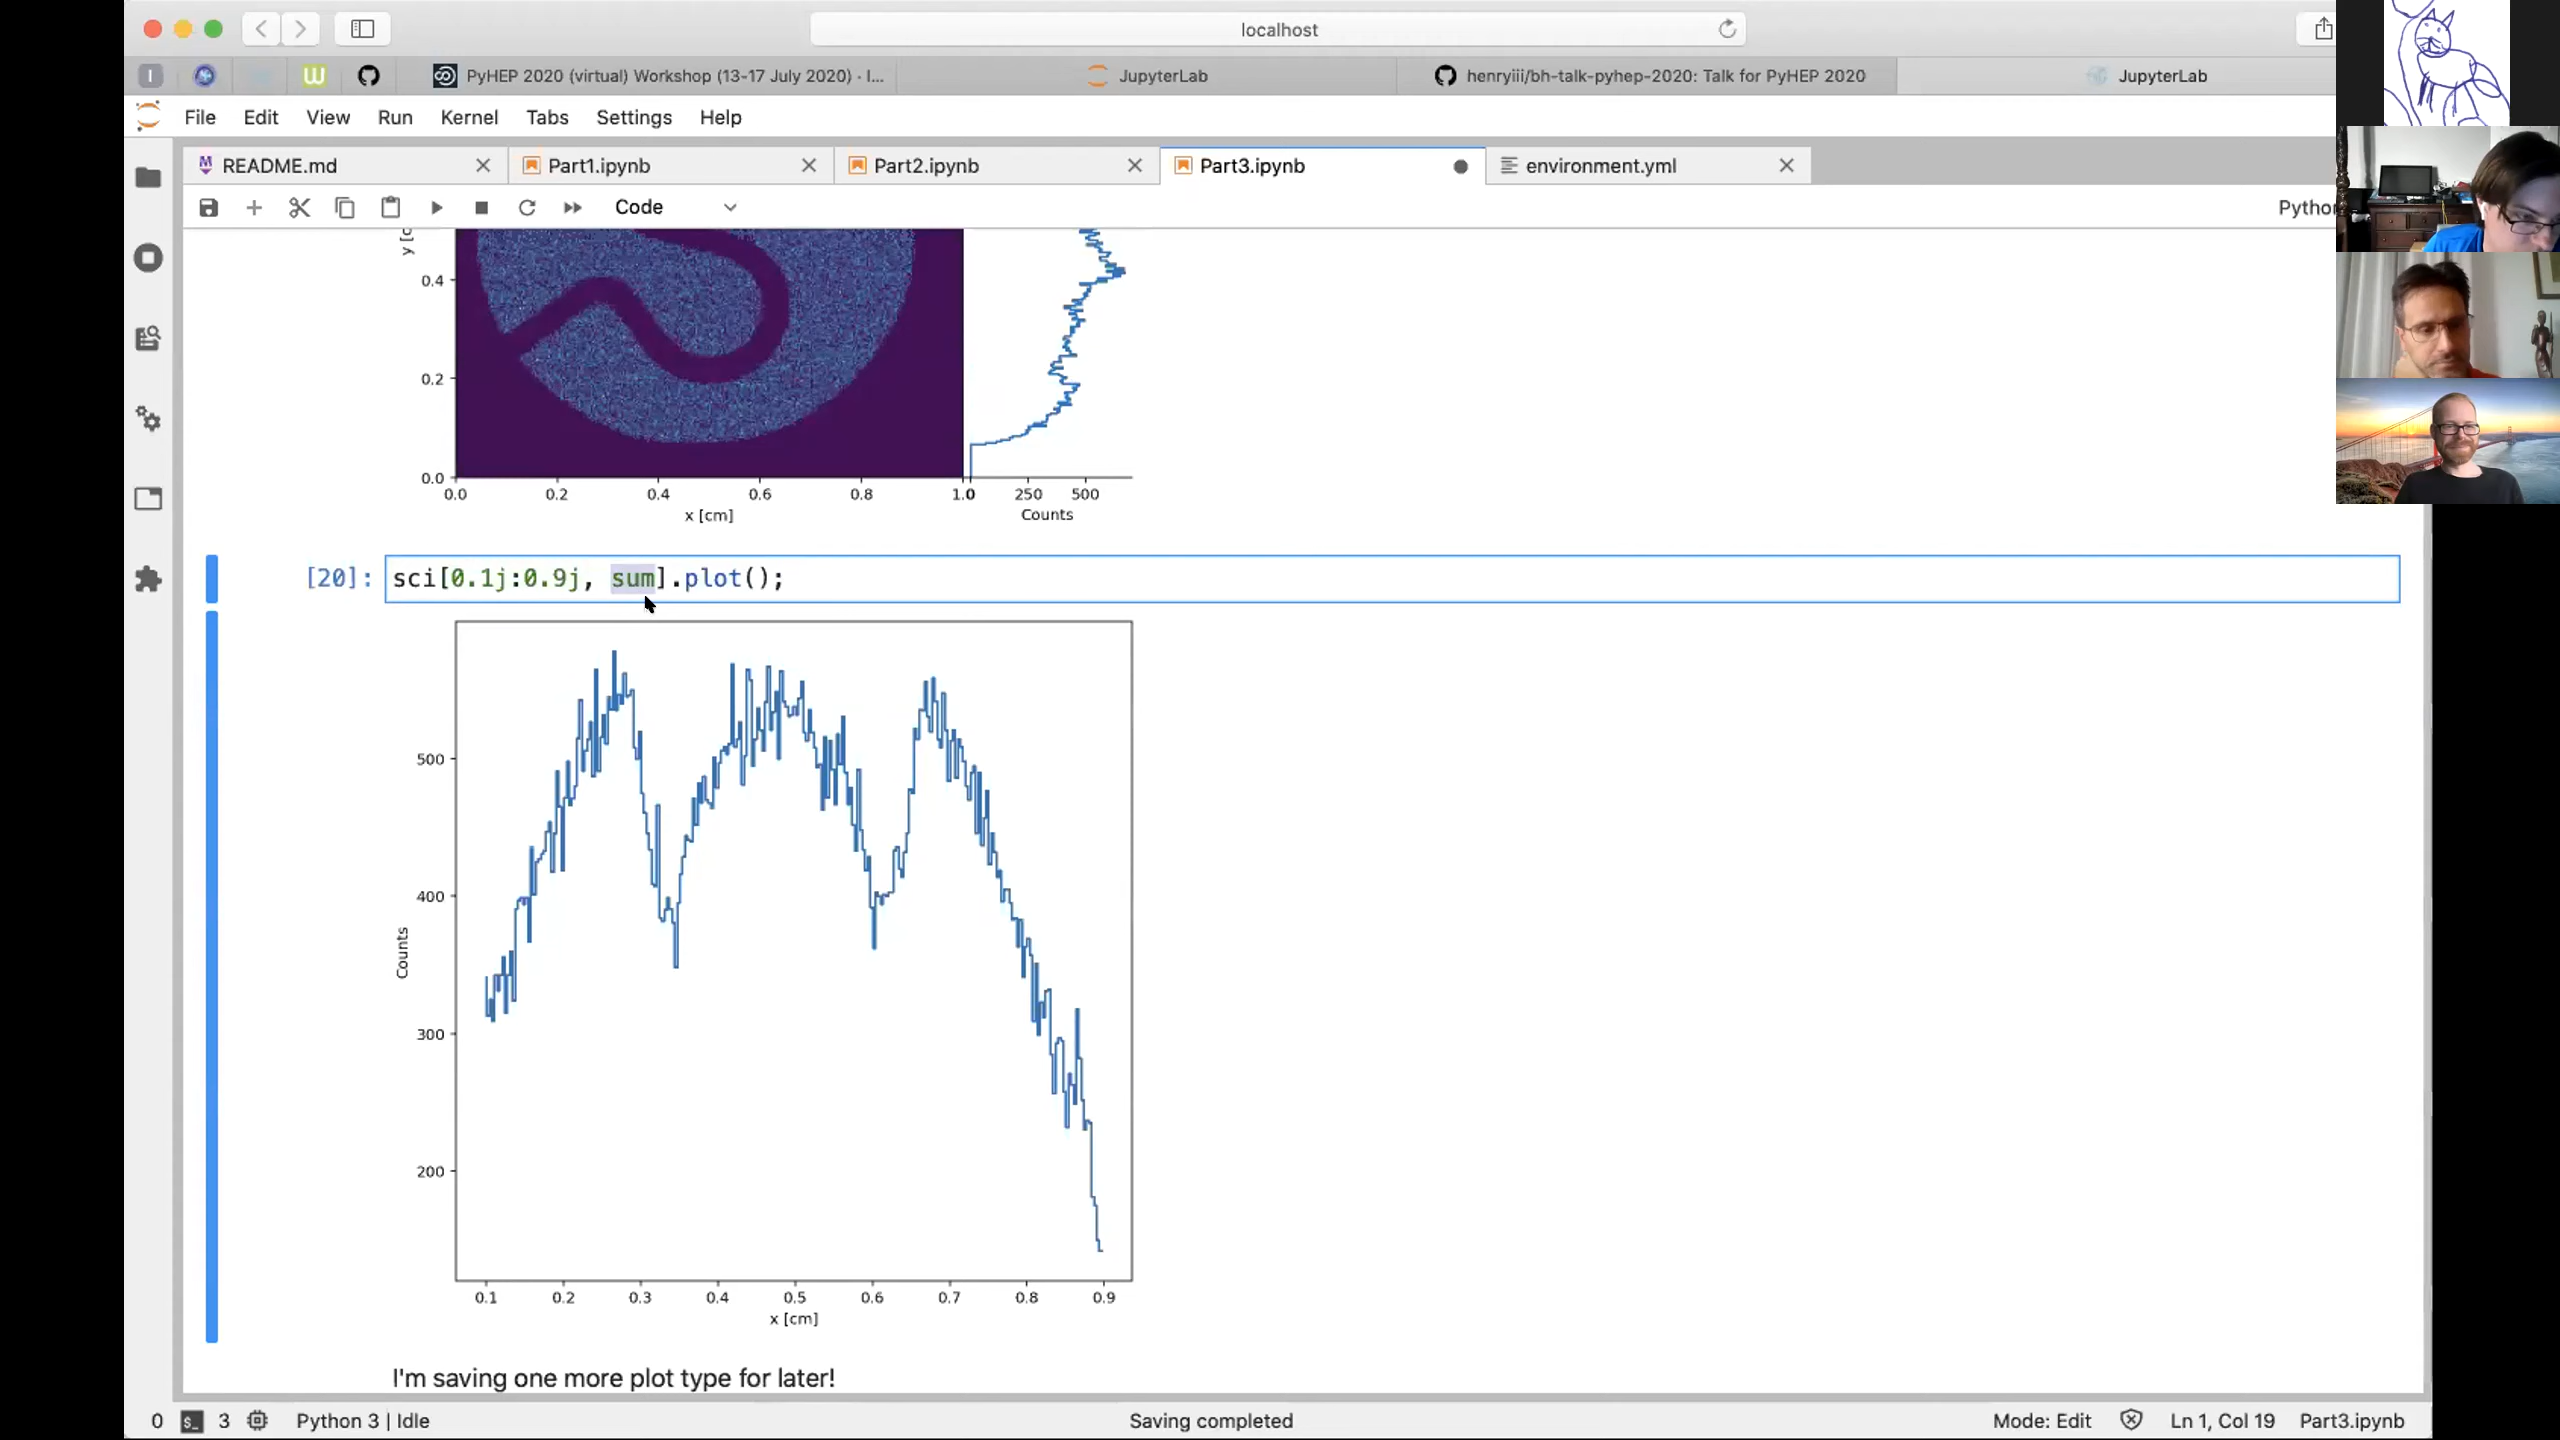 localhost
PyHEP 2020 (virtual) Workshop (13-17 July 2020) · I...
JupyterLab
henryiii/bh-talk-pyhep-2020: Talk for PyHEP 2020
JupyterLab
File Edit View Run Kernel Tabs Settings Help
README.md
Part1.ipynb
Part2.ipynb
Part3.ipynb
environment.yml
Code
Python
y [c
0.4
0.2
0.0
0.0 0.2 0.4 0.6 0.8 1.0
0 250 500
x [cm]
Counts
[20]: sci[0.1j:0.9j, sum].plot();
500
400
300
200
Counts
0.1 0.2 0.3 0.4 0.5 0.6 0.7 0.8 0.9
x [cm]
I'm saving one more plot type for later!
0 $_ 3 Python 3 | Idle Saving completed Mode: Edit Ln 1, Col 19 Part3.ipynb